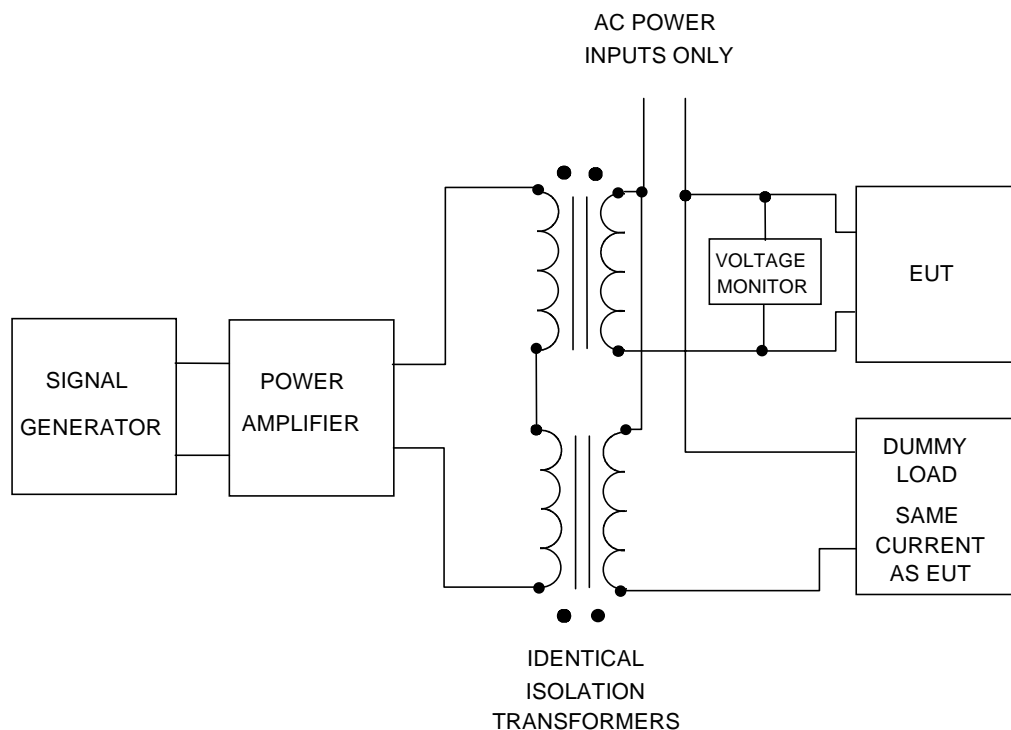 AC POWER
INPUTS ONLY
VOLTAGE
MONITOR
EUT
SIGNAL
GENERATOR
POWER
AMPLIFIER
DUMMY
LOAD
SAME
CURRENT
AS EUT
IDENTICAL
ISOLATION
TRANSFORMERS